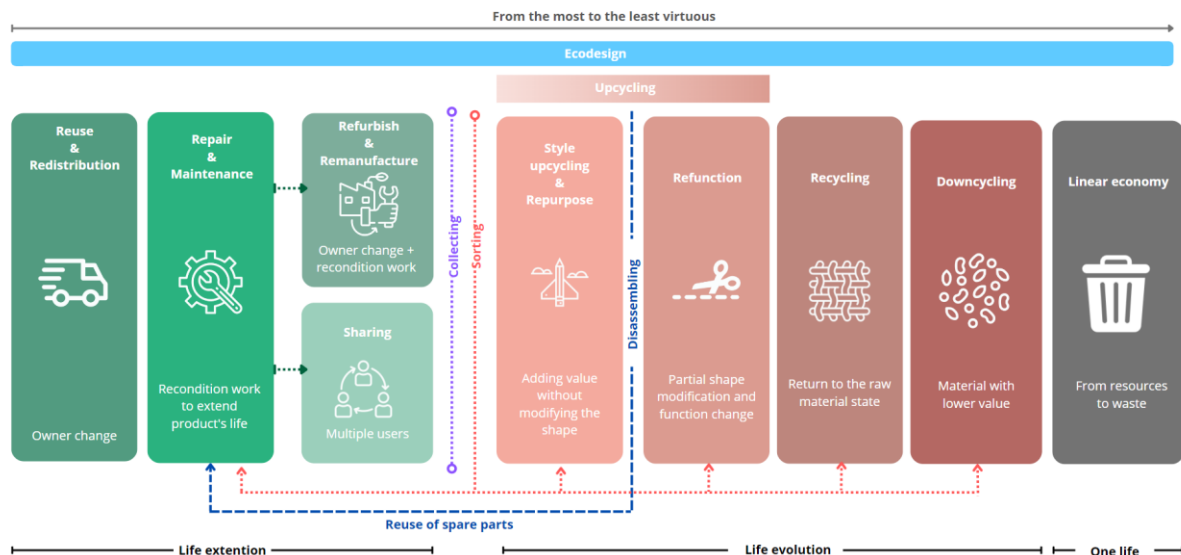 From the most to the least virtuous
Ecodesign
Upcycling
Reuse
&
Redistribution
Owner change
Repair
&
Maintenance
Recondition work
to extend
product's life
Refurbish
&
Remanufacture
Owner change +
recondition work
Sharing
Multiple users
Collecting
Sorting
Style
upcycling
&
Repurpose
Adding value
without
modifying the
shape
Disassembling
Refunction
Partial shape
modification and
function change
Recycling
Return to the raw
material state
Downcycling
Material with
lower value
Linear economy
From resources
to waste
Reuse of spare parts
Life extention
Life evolution
One life